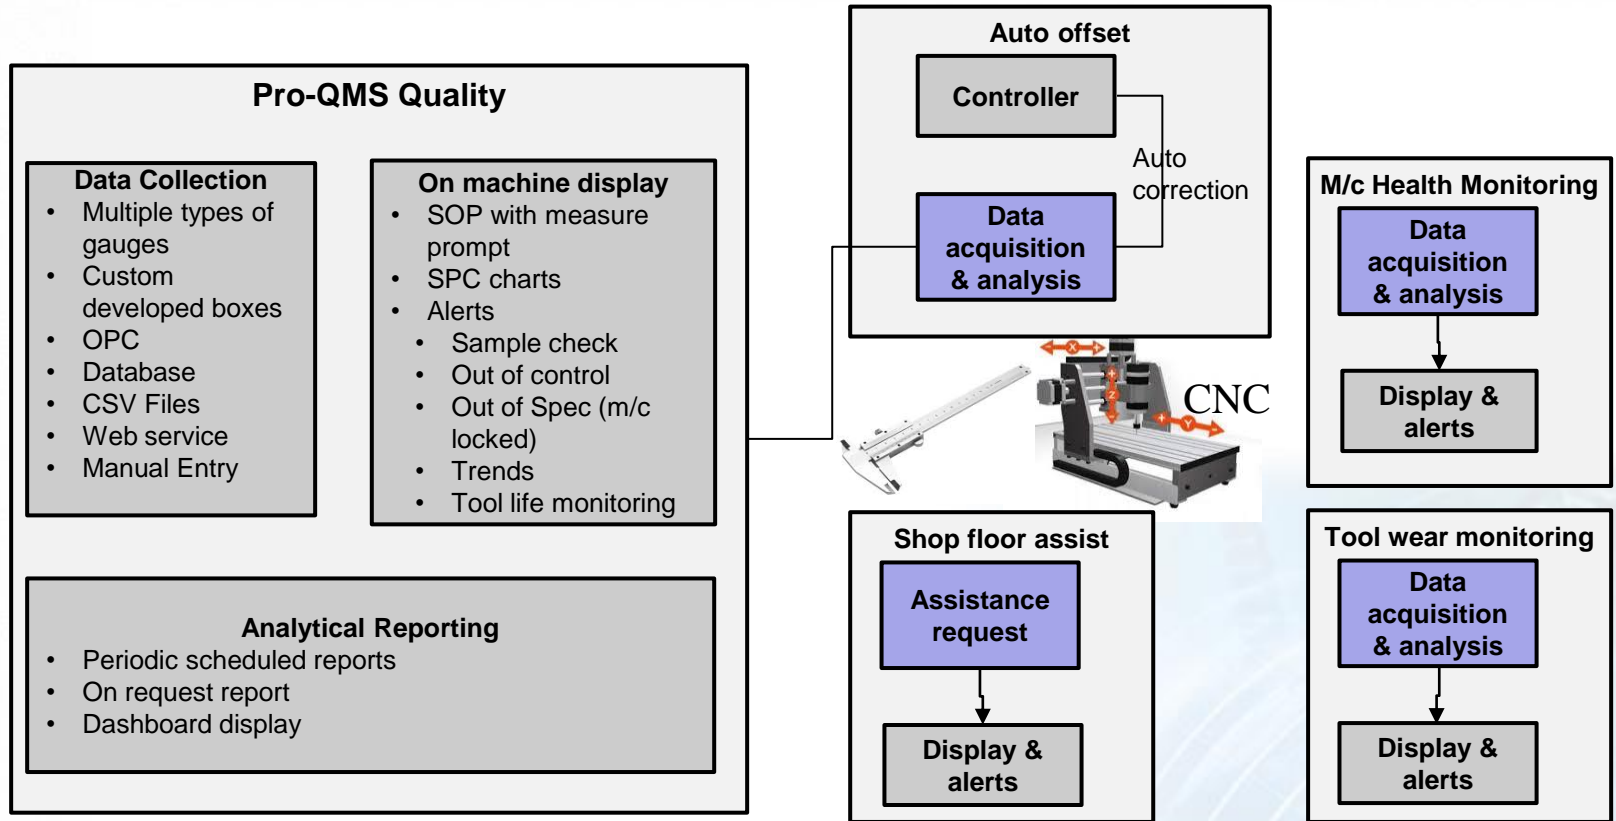 Pro-QMS Quality
Data Collection
• Multiple types of
gauges
• Custom
developed boxes
• OPC
• Database
• CSV Files
• Web service
• Manual Entry
On machine display
• SOP with measure
prompt
• SPC charts
• Alerts
• Sample check
• Out of control
• Out of Spec (m/c
locked)
• Trends
• Tool life monitoring
Analytical Reporting
• Periodic scheduled reports
• On request report
• Dashboard display
Auto offset
Controller
Auto
correction
Data
acquisition
& analysis
X
Z
Y
CNC
Shop floor assist
Assistance
request
Display &
alerts
M/c Health Monitoring
Data
acquisition
& analysis
Display &
alerts
Tool wear monitoring
Data
acquisition
& analysis
Display &
alerts